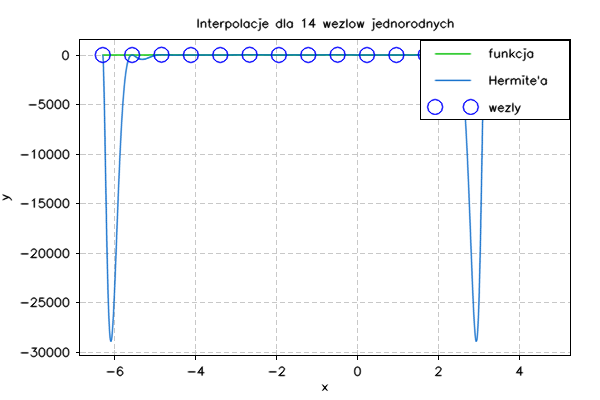 Interpolacje dla 14 wezlow jednorodnych
funkcja
Hermite'a
wezly
0
−5000
−10000
−15000
−20000
−25000
−30000
y
−6
−4
−2
0
2
4
x